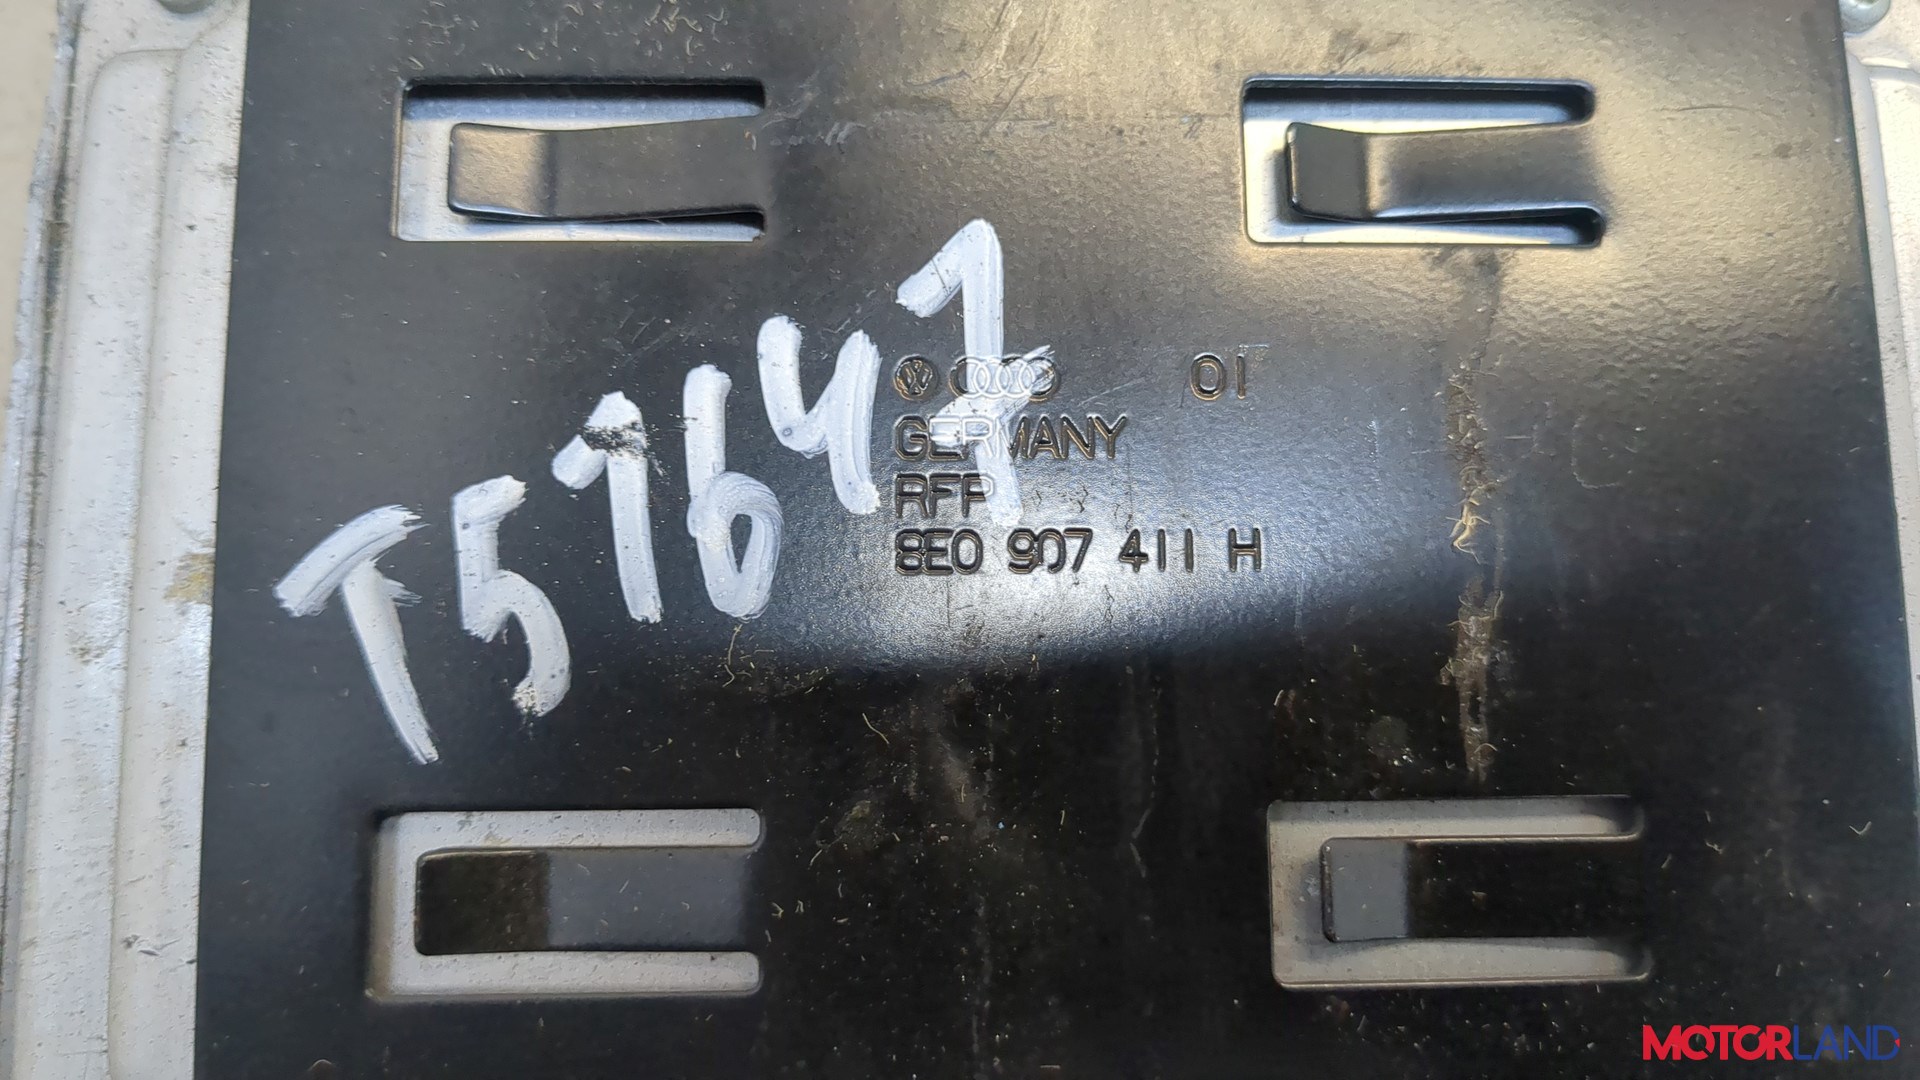 T51647
01
GERMANY
RFP
8E0 907 411 H
MOTORLAND